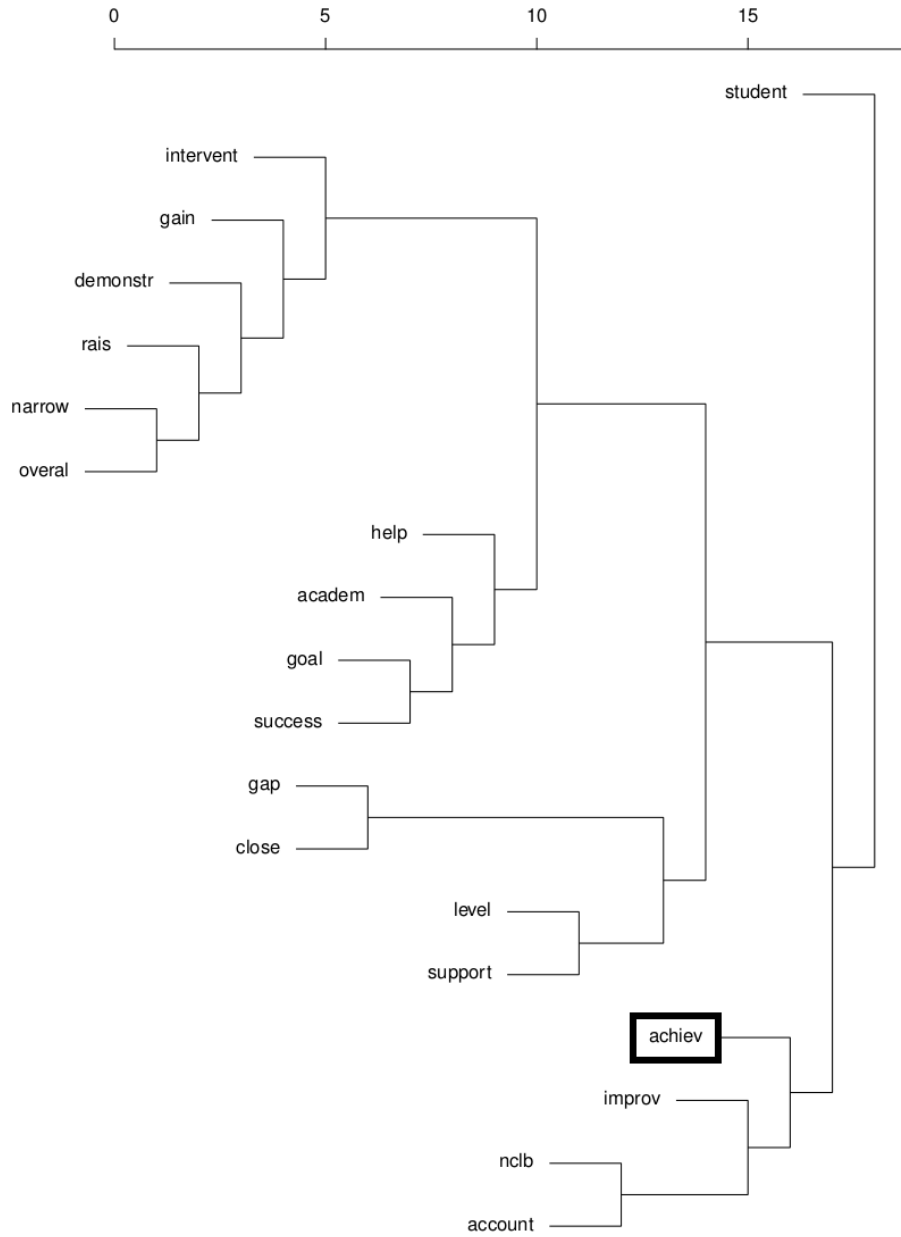 0 5 10 15
student
intervent
gain
demonstr
rais
narrow
overal
help
academ
goal
success
gap
close
level
support
achiev
improv
nclb
account